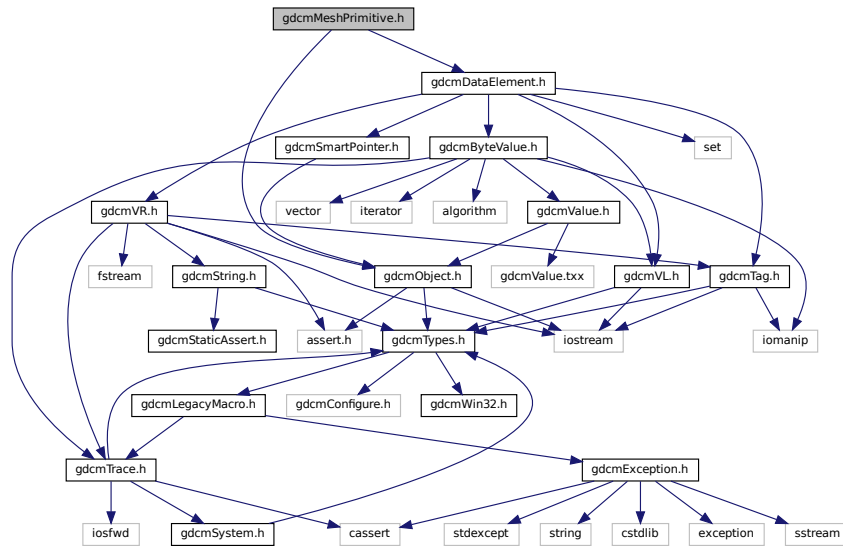 gdcmMeshPrimitive.h
gdcmDataElement.h
gdcmSmartPointer.h
gdcmByteValue.h
set
gdcmVR.h
vector
iterator
algorithm
gdcmValue.h
fstream
gdcmString.h
gdcmObject.h
gdcmValue.txx
gdcmVL.h
gdcmTag.h
gdcmStaticAssert.h
assert.h
gdcmTypes.h
iostream
iomanip
gdcmLegacyMacro.h
gdcmConfigure.h
gdcmWin32.h
gdcmTrace.h
gdcmException.h
iosfwd
gdcmSystem.h
cassert
stdexcept
string
cstdlib
exception
sstream